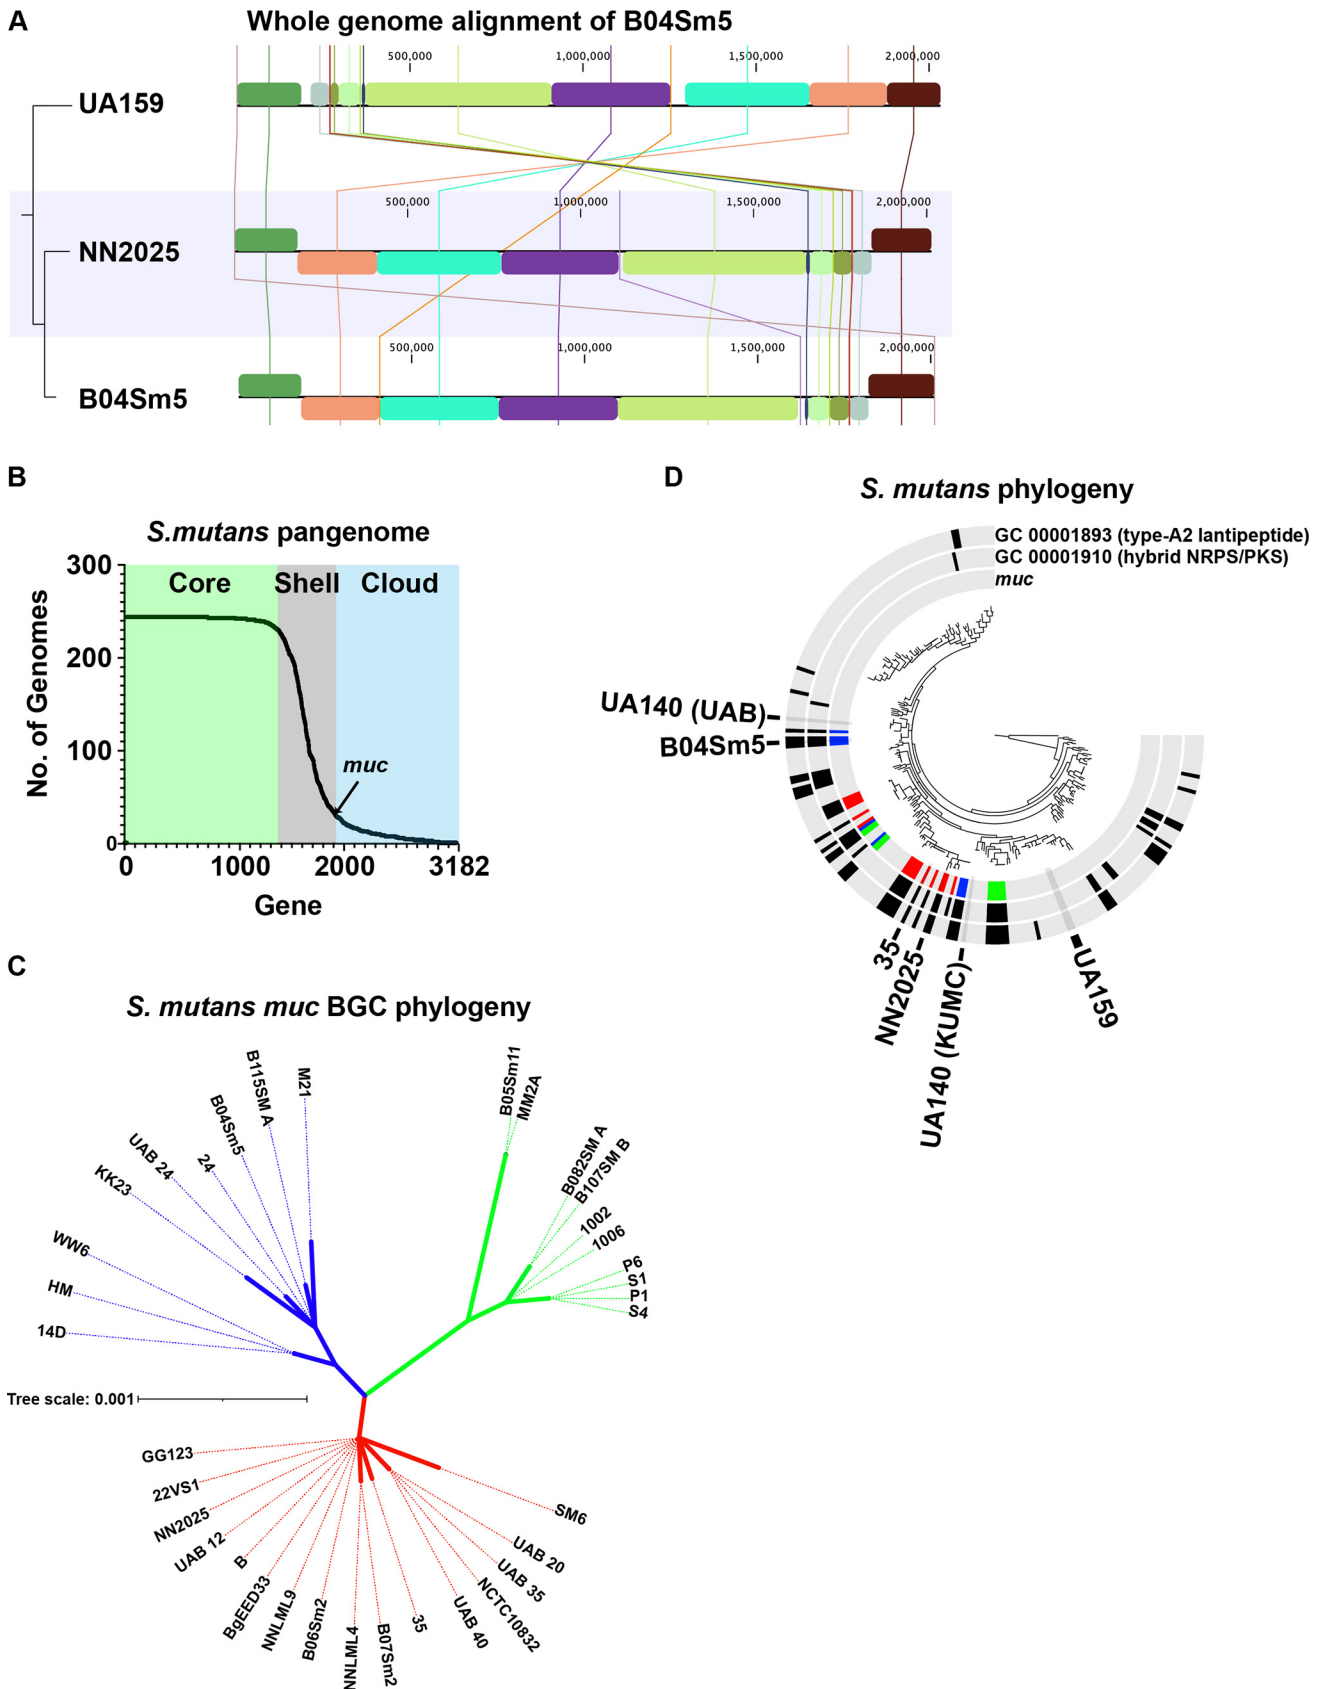 A
Whole genome alignment of B04Sm5
500,000
1,000,000
1,500,000
2,000,000
UA159
500,000
1,000,000
1,500,000
2,000,000
NN2025
500,000
1,000,000
1,500,000
2,000,000
B04Sm5
B
S.mutans pangenome
300
200
100
0
No. of Genomes
Core
Shell
Cloud
muc
0
1000
2000
3182
Gene
C
S. mutans muc BGC phylogeny
B05Sm11
MM2A
B082SM A
B107SM B
1002
1006
P6
S1
P1
S4
M21
B115SM A
B04Sm5
24
UAB 24
KK23
WW6
HM
14D
Tree scale: 0.001
GG123
22VS1
NN2025
UAB 12
B
BgEED33
NNLML9
B06Sm2
NNLML4
B07Sm2
35
UAB 40
NCTC10832
UAB 35
UAB 20
SM6
D
S. mutans phylogeny
GC 00001893 (type-A2 lantipeptide)
GC 00001910 (hybrid NRPS/PKS)
muc
UA140 (UAB)
B04Sm5
35
NN2025
UA140 (KUMC)
UA159